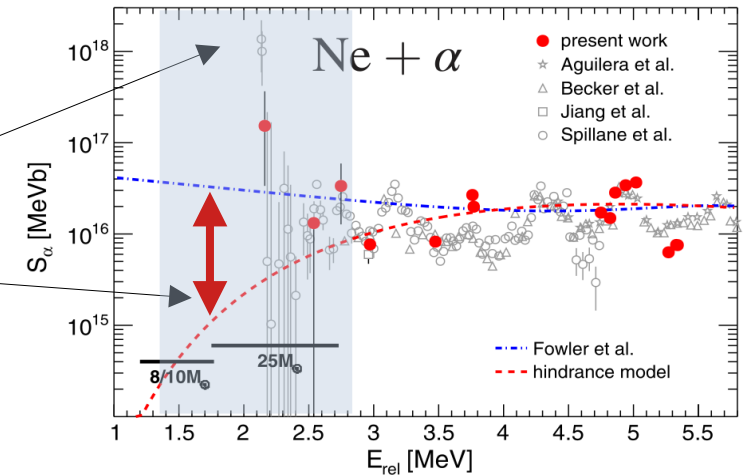 10^18
10^17
10^16
10^15
S_α [MeVb]
Ne + α
present work
Aguilera et al.
Becker et al.
Jiang et al.
Spillane et al.
25M☉
8/10M☉
Fowler et al.
hindrance model
1 1.5 2 2.5 3 3.5 4 4.5 5 5.5
E_rel [MeV]